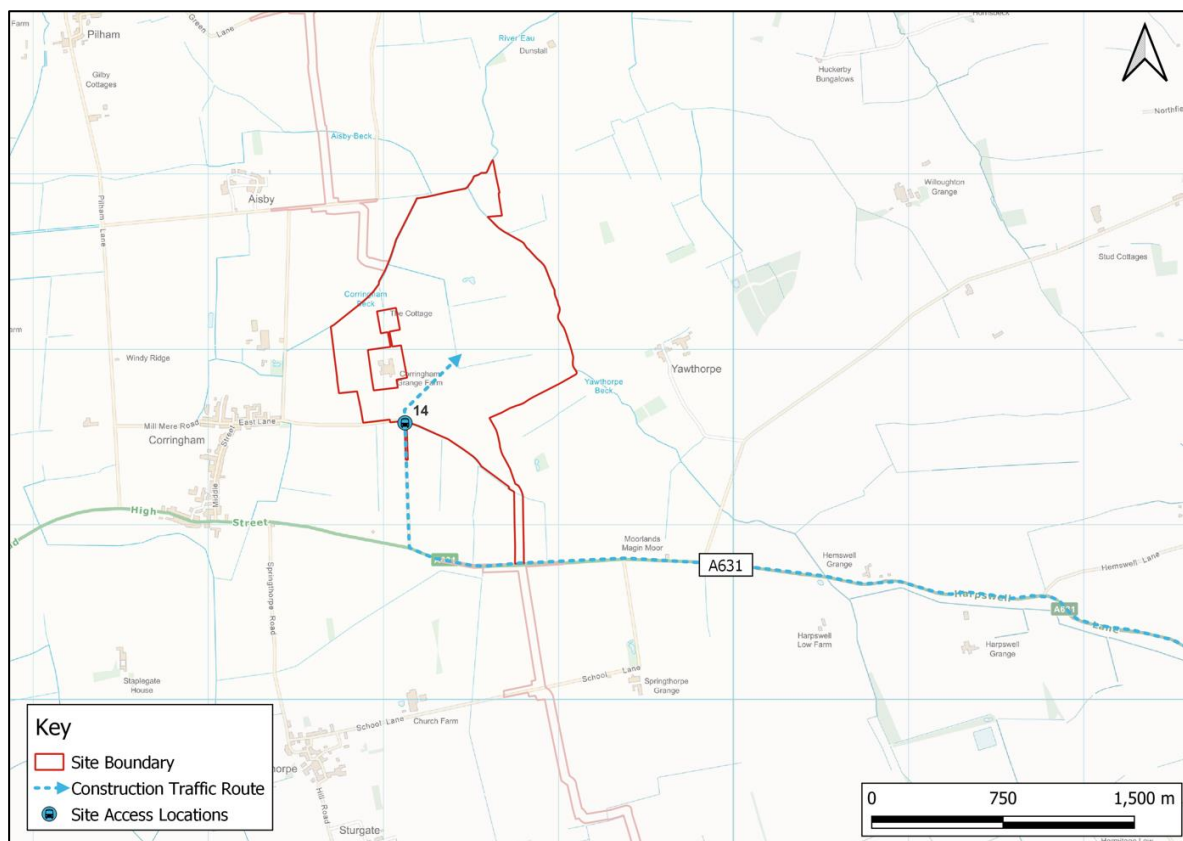 Farm
Pilham
Green Lane
Gilby
Cottages
River Eau
Dunstall
Huckerby
Bungalows
Aisby Beck
Aisby
Pilham Lane
Willoughton
Grange
Stud Cottages
Corringham
Beck
The Cottage
Windy Ridge
Corringham
Grange Farm
Yawthorpe
Yawthorpe
Beck
14
Mill Mere Road
East Lane
Corringham
Middle Street
High Street
Moorlands
Magin Moor
A631
Hemswell
Grange
Hemswell Lane
Harpswell Lane
A631
Springthorpe Road
Harpswell
Low Farm
Harpswell
Grange
Staplegate
House
School Lane
Springthorpe
Grange
School Lane
Church Farm
Hill Road
Sturgate
Key
Site Boundary
Construction Traffic Route
Site Access Locations
0 750 1,500 m